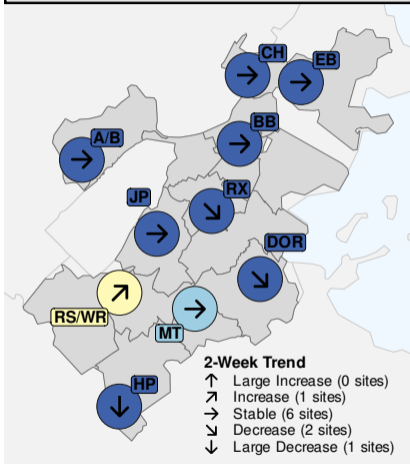 CH
EB
BB
A/B
RX
JP
DOR
RS/WR
MT
HP
2-Week Trend
↑ Large Increase (0 sites)
↗ Increase (1 sites)
→ Stable (6 sites)
↘ Decrease (2 sites)
↓ Large Decrease (1 sites)